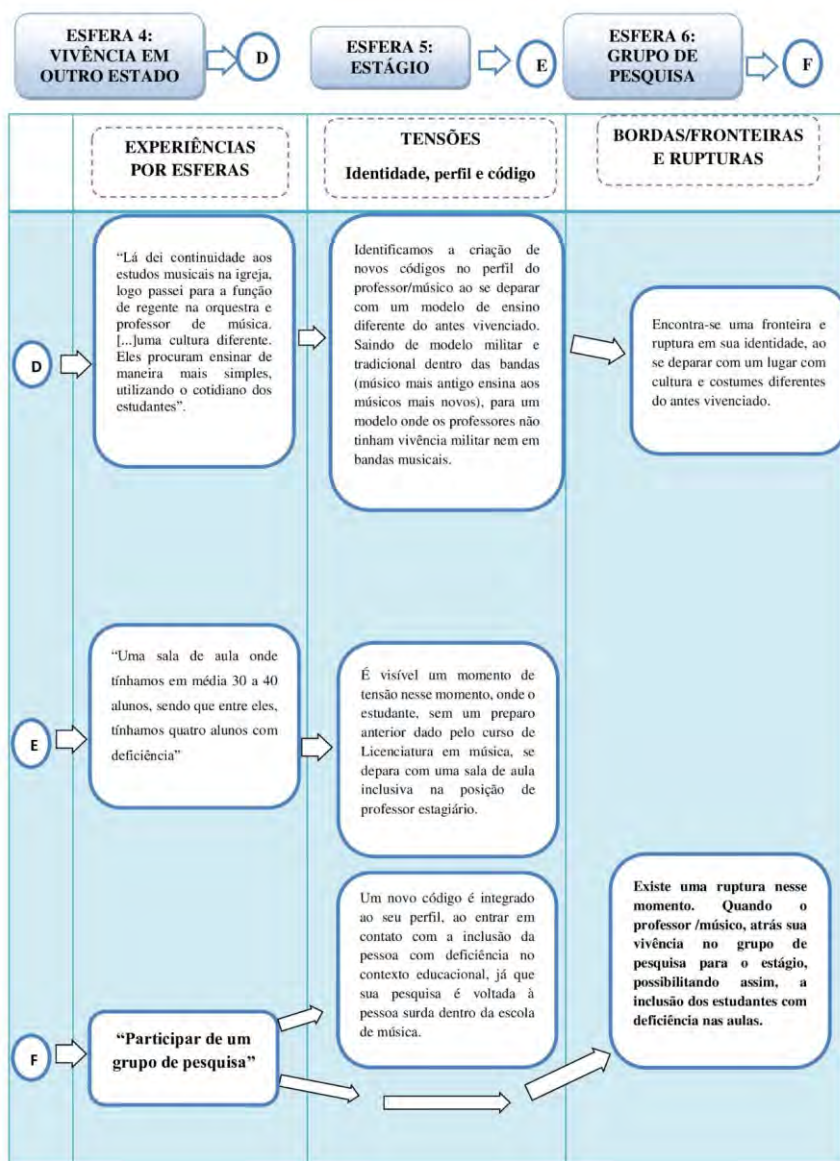 ESFERA 4:
VIVÊNCIA EM
OUTRO ESTADO
D
ESFERA 5:
ESTÁGIO
E
ESFERA 6:
GRUPO DE
PESQUISA
F
EXPERIÊNCIAS
POR ESFERAS
TENSÕES
Identidade, perfil e código
BORDAS/FRONTEIRAS
E RUPTURAS
D
“Lá dei continuidade aos
estudos musicais na igreja,
logo passei para a função
de regente na orquestra e
professor de música.
[...]uma cultura diferente.
Eles procuram ensinar de
maneira mais simples,
utilizando o cotidiano dos
estudantes”.
Identificamos a criação de
novos códigos no perfil do
professor/músico ao se deparar
com um modelo de ensino
diferente do antes vivenciado.
Saindo de modelo militar e
tradicional dentro das bandas
(músico mais antigo ensina aos
músicos mais novos), para um
modelo onde os professores não
tinham vivência militar nem em
bandas musicais.
Encontra-se uma fronteira e
ruptura em sua identidade, ao
se deparar com um lugar com
cultura e costumes diferentes
do antes vivenciado.
E
“Uma sala de aula onde
tínhamos em média 30 a 40
alunos, sendo que entre eles,
tínhamos quatro alunos com
deficiência”
É visível um momento de
tensão nesse momento, onde o
estudante, sem um preparo
anterior dado pelo curso de
Licenciatura em música, se
depara com uma sala de aula
inclusiva na posição de
professor estagiário.
F
“Participar de um
grupo de pesquisa”
Um novo código é integrado
ao seu perfil, ao entrar em
contato com a inclusão da
pessoa com deficiência no
contexto educacional, já que
sua pesquisa é voltada à
pessoa surda dentro da escola
de música.
Existe uma ruptura nesse
momento. Quando o
professor /músico, atrás sua
vivência no grupo de
pesquisa para o estágio,
possibilitando assim, a
inclusão dos estudantes com
deficiência nas aulas.